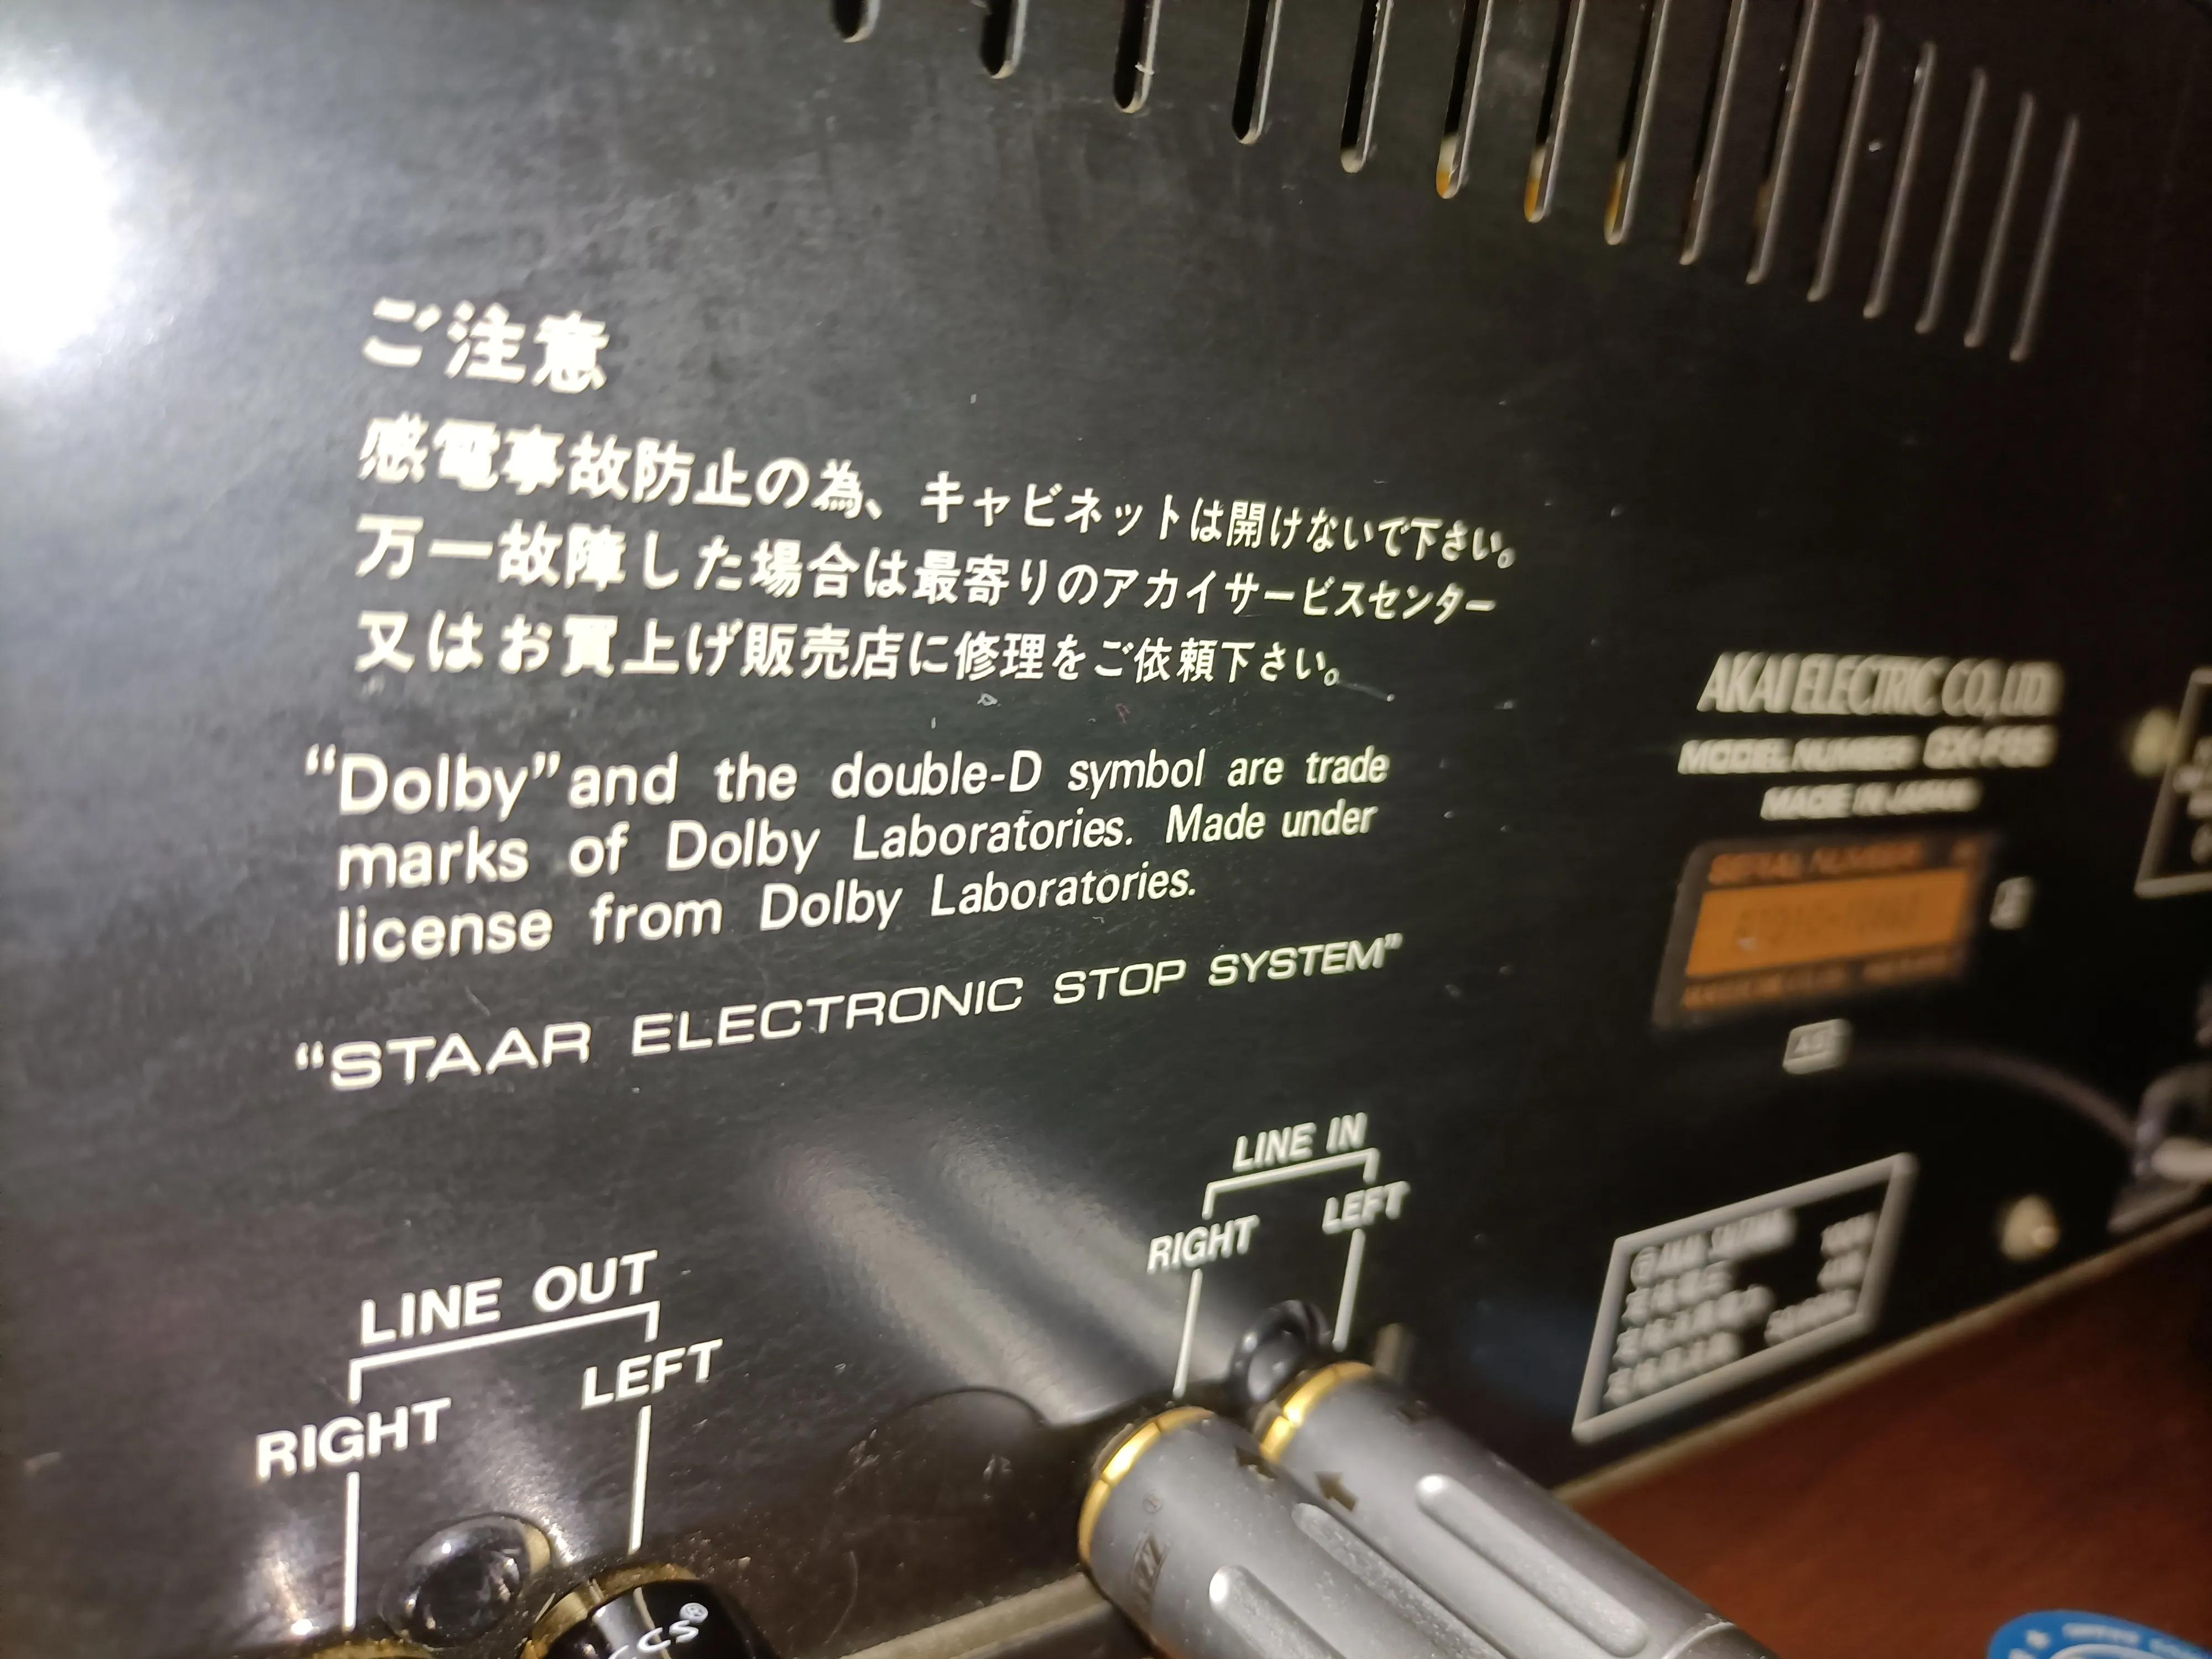 ご注意
感電事故防止の為、キャビネットは開けないで下さい。
万一故障した場合は最寄りのアカイサービスセンター
又はお買上げ販売店に修理をご依頼下さい。
“Dolby” and the double-D symbol are trade
marks of Dolby Laboratories. Made under
license from Dolby Laboratories.
“STAAR ELECTRONIC STOP SYSTEM”
AKAI ELECTRIC CO., LTD.
MODEL NUMBER
MADE IN JAPAN
SERIAL NUMBER
LINE IN
RIGHT
LEFT
LINE OUT
RIGHT
LEFT
CCS®